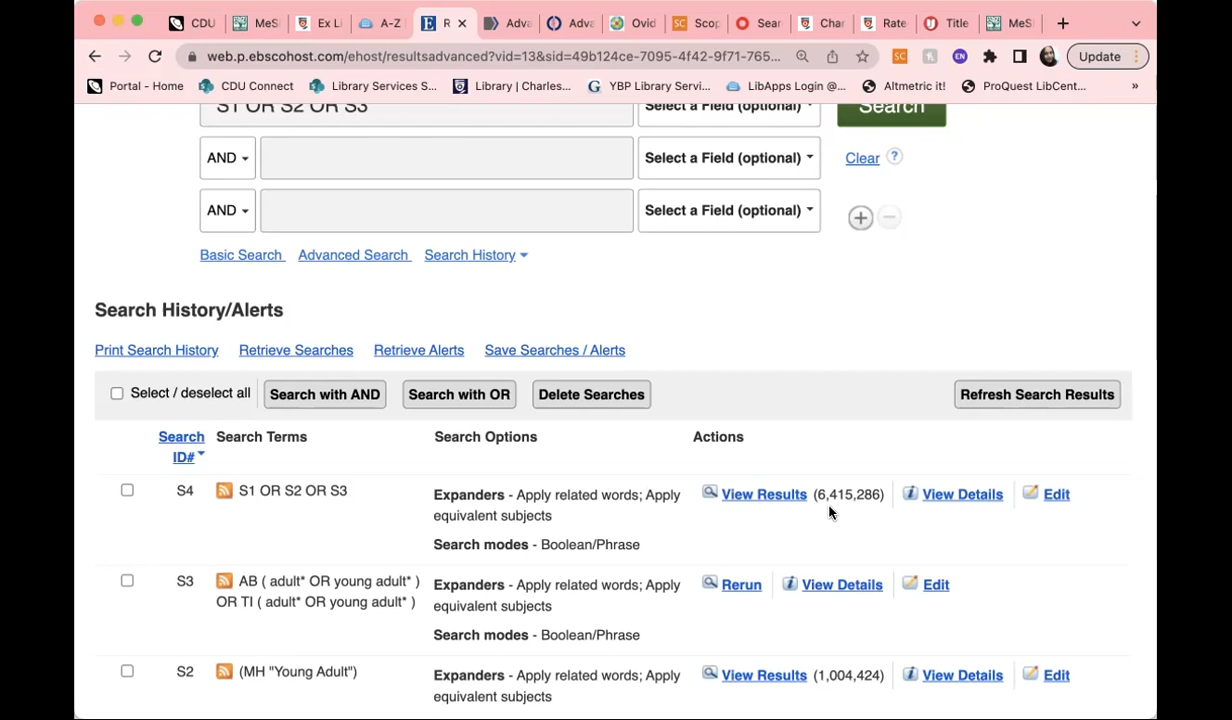 CDU
MeS
Ex Li
A-Z
R
Adva
Adva
Ovid
Scop
Sear
Char
Rate
Title
MeS
web.p.ebscohost.com/ehost/resultsadvanced?vid=13&sid=49b124ce-7095-4f42-9f71-765...
Update
Portal - Home
CDU Connect
Library Services S...
Library | Charles...
YBP Library Servi...
LibApps Login @...
Altmetric it!
ProQuest LibCent...
»
S1 OR S2 OR S3
Select a Field (optional)
Search
AND
Select a Field (optional)
Clear
?
AND
Select a Field (optional)
Basic Search
Advanced Search
Search History
Search History/Alerts
Print Search History
Retrieve Searches
Retrieve Alerts
Save Searches / Alerts
Select / deselect all
Search with AND
Search with OR
Delete Searches
Refresh Search Results
Search ID#
Search Terms
Search Options
Actions
S4
S1 OR S2 OR S3
Expanders - Apply related words; Apply
equivalent subjects
Search modes - Boolean/Phrase
View Results (6,415,286)
View Details
Edit
S3
AB ( adult* OR young adult* )
OR TI ( adult* OR young adult* )
Expanders - Apply related words; Apply
equivalent subjects
Search modes - Boolean/Phrase
Rerun
View Details
Edit
S2
(MH "Young Adult")
Expanders - Apply related words; Apply
equivalent subjects
View Results (1,004,424)
View Details
Edit